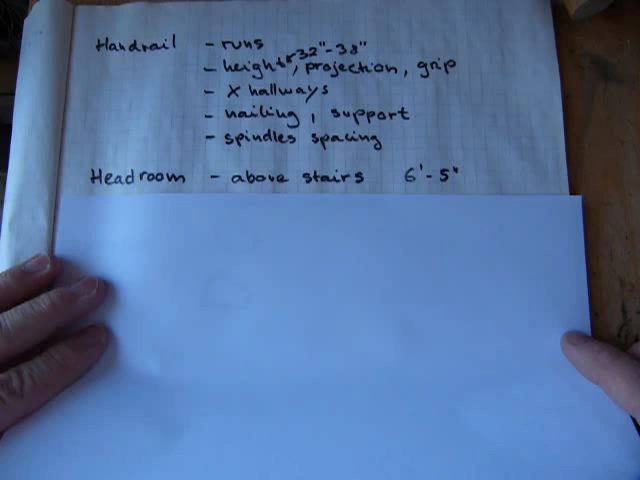 Handrail - runs
- height 32"-38", projection, grip
- X hallways
- nailing, support
- spindles spacing
Headroom - above stairs 6'-5"